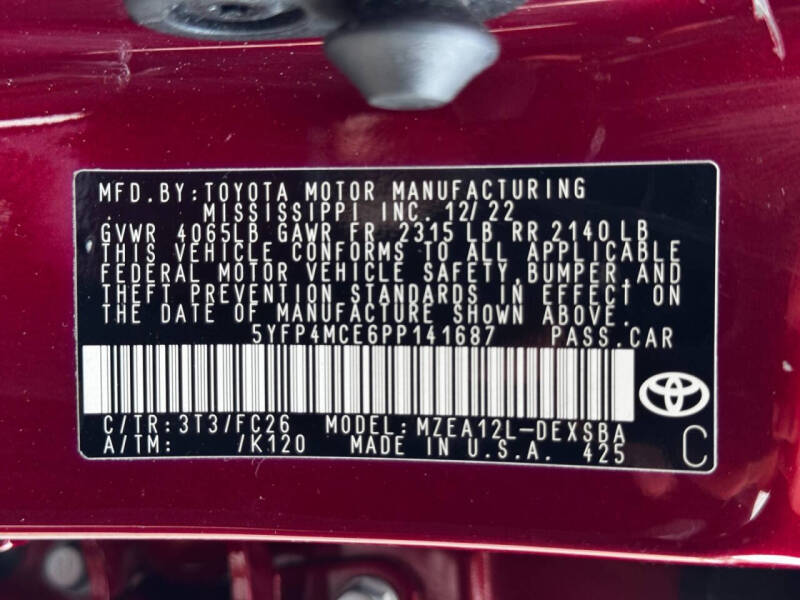 MFD.BY:TOYOTA MOTOR MANUFACTURING
. MISSISSIPPI INC. 12/22
GVWR 4065LB GAWR FR 2315 LB RR 2140 LB
THIS VEHICLE CONFORMS TO ALL APPLICABLE
FEDERAL MOTOR VEHICLE SAFETY,BUMPER,AND
THEFT PREVENTION STANDARDS IN EFFECT ON
THE DATE OF MANUFACTURE SHOWN ABOVE.
5YFP4MCE6PP141687 PASS.CAR
C/TR:3T3/FC26 MODEL:MZEA12L-DEXSBA
A/TM: /K120 MADE IN U.S.A. 425 C